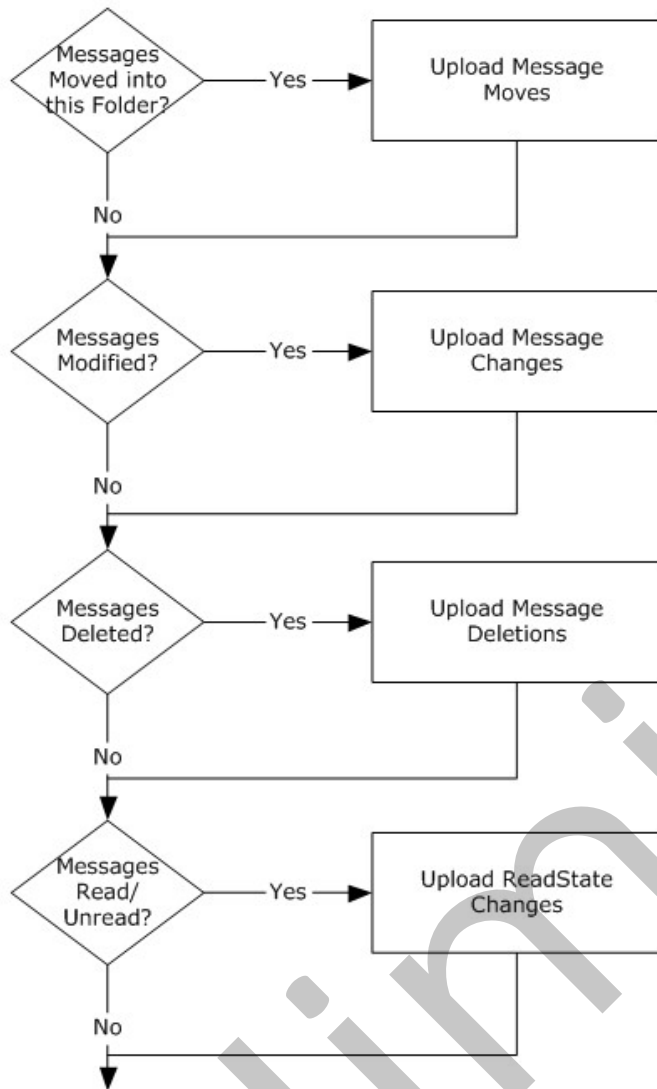 Messages
Moved into
this Folder?
Yes
Upload Message
Moves
No
Messages
Modified?
Yes
Upload Message
Changes
No
Messages
Deleted?
Yes
Upload Message
Deletions
No
Messages
Read/
Unread?
Yes
Upload ReadState
Changes
No